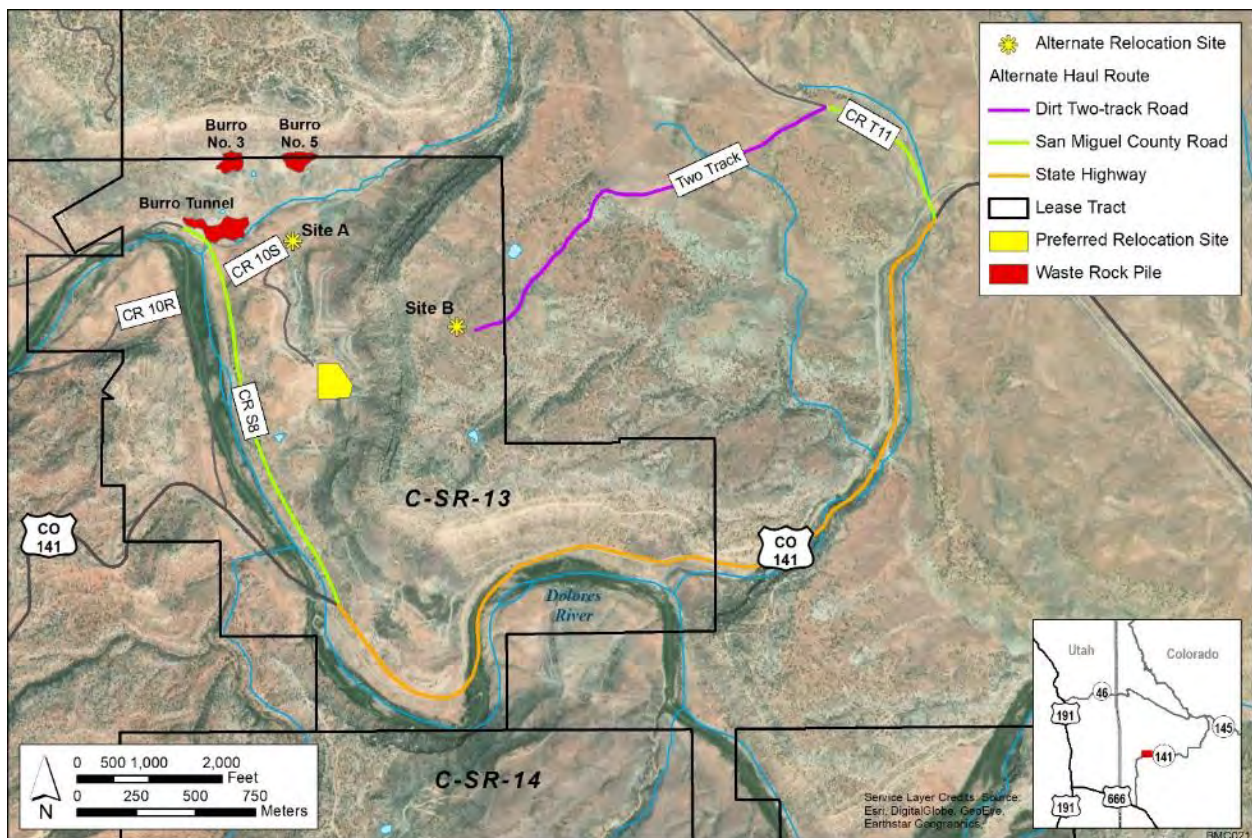 Burro
No. 3
Burro
No. 5
Burro Tunnel
Site A
CR 10S
CR 10R
Site B
CR S8
Two Track
CR T11
C-SR-13
CO
141
CO
141
Dolores
River
C-SR-14
Alternate Relocation Site
Alternate Haul Route
Dirt Two-track Road
San Miguel County Road
State Highway
Lease Tract
Preferred Relocation Site
Waste Rock Pile
N
0 500 1,000 2,000
Feet
0 250 500 750
Meters
Service Layer Credits: Source:
Esri, DigitalGlobe, GeoEye,
Earthstar Geographics,
Utah
Colorado
46
191
145
141
666
191